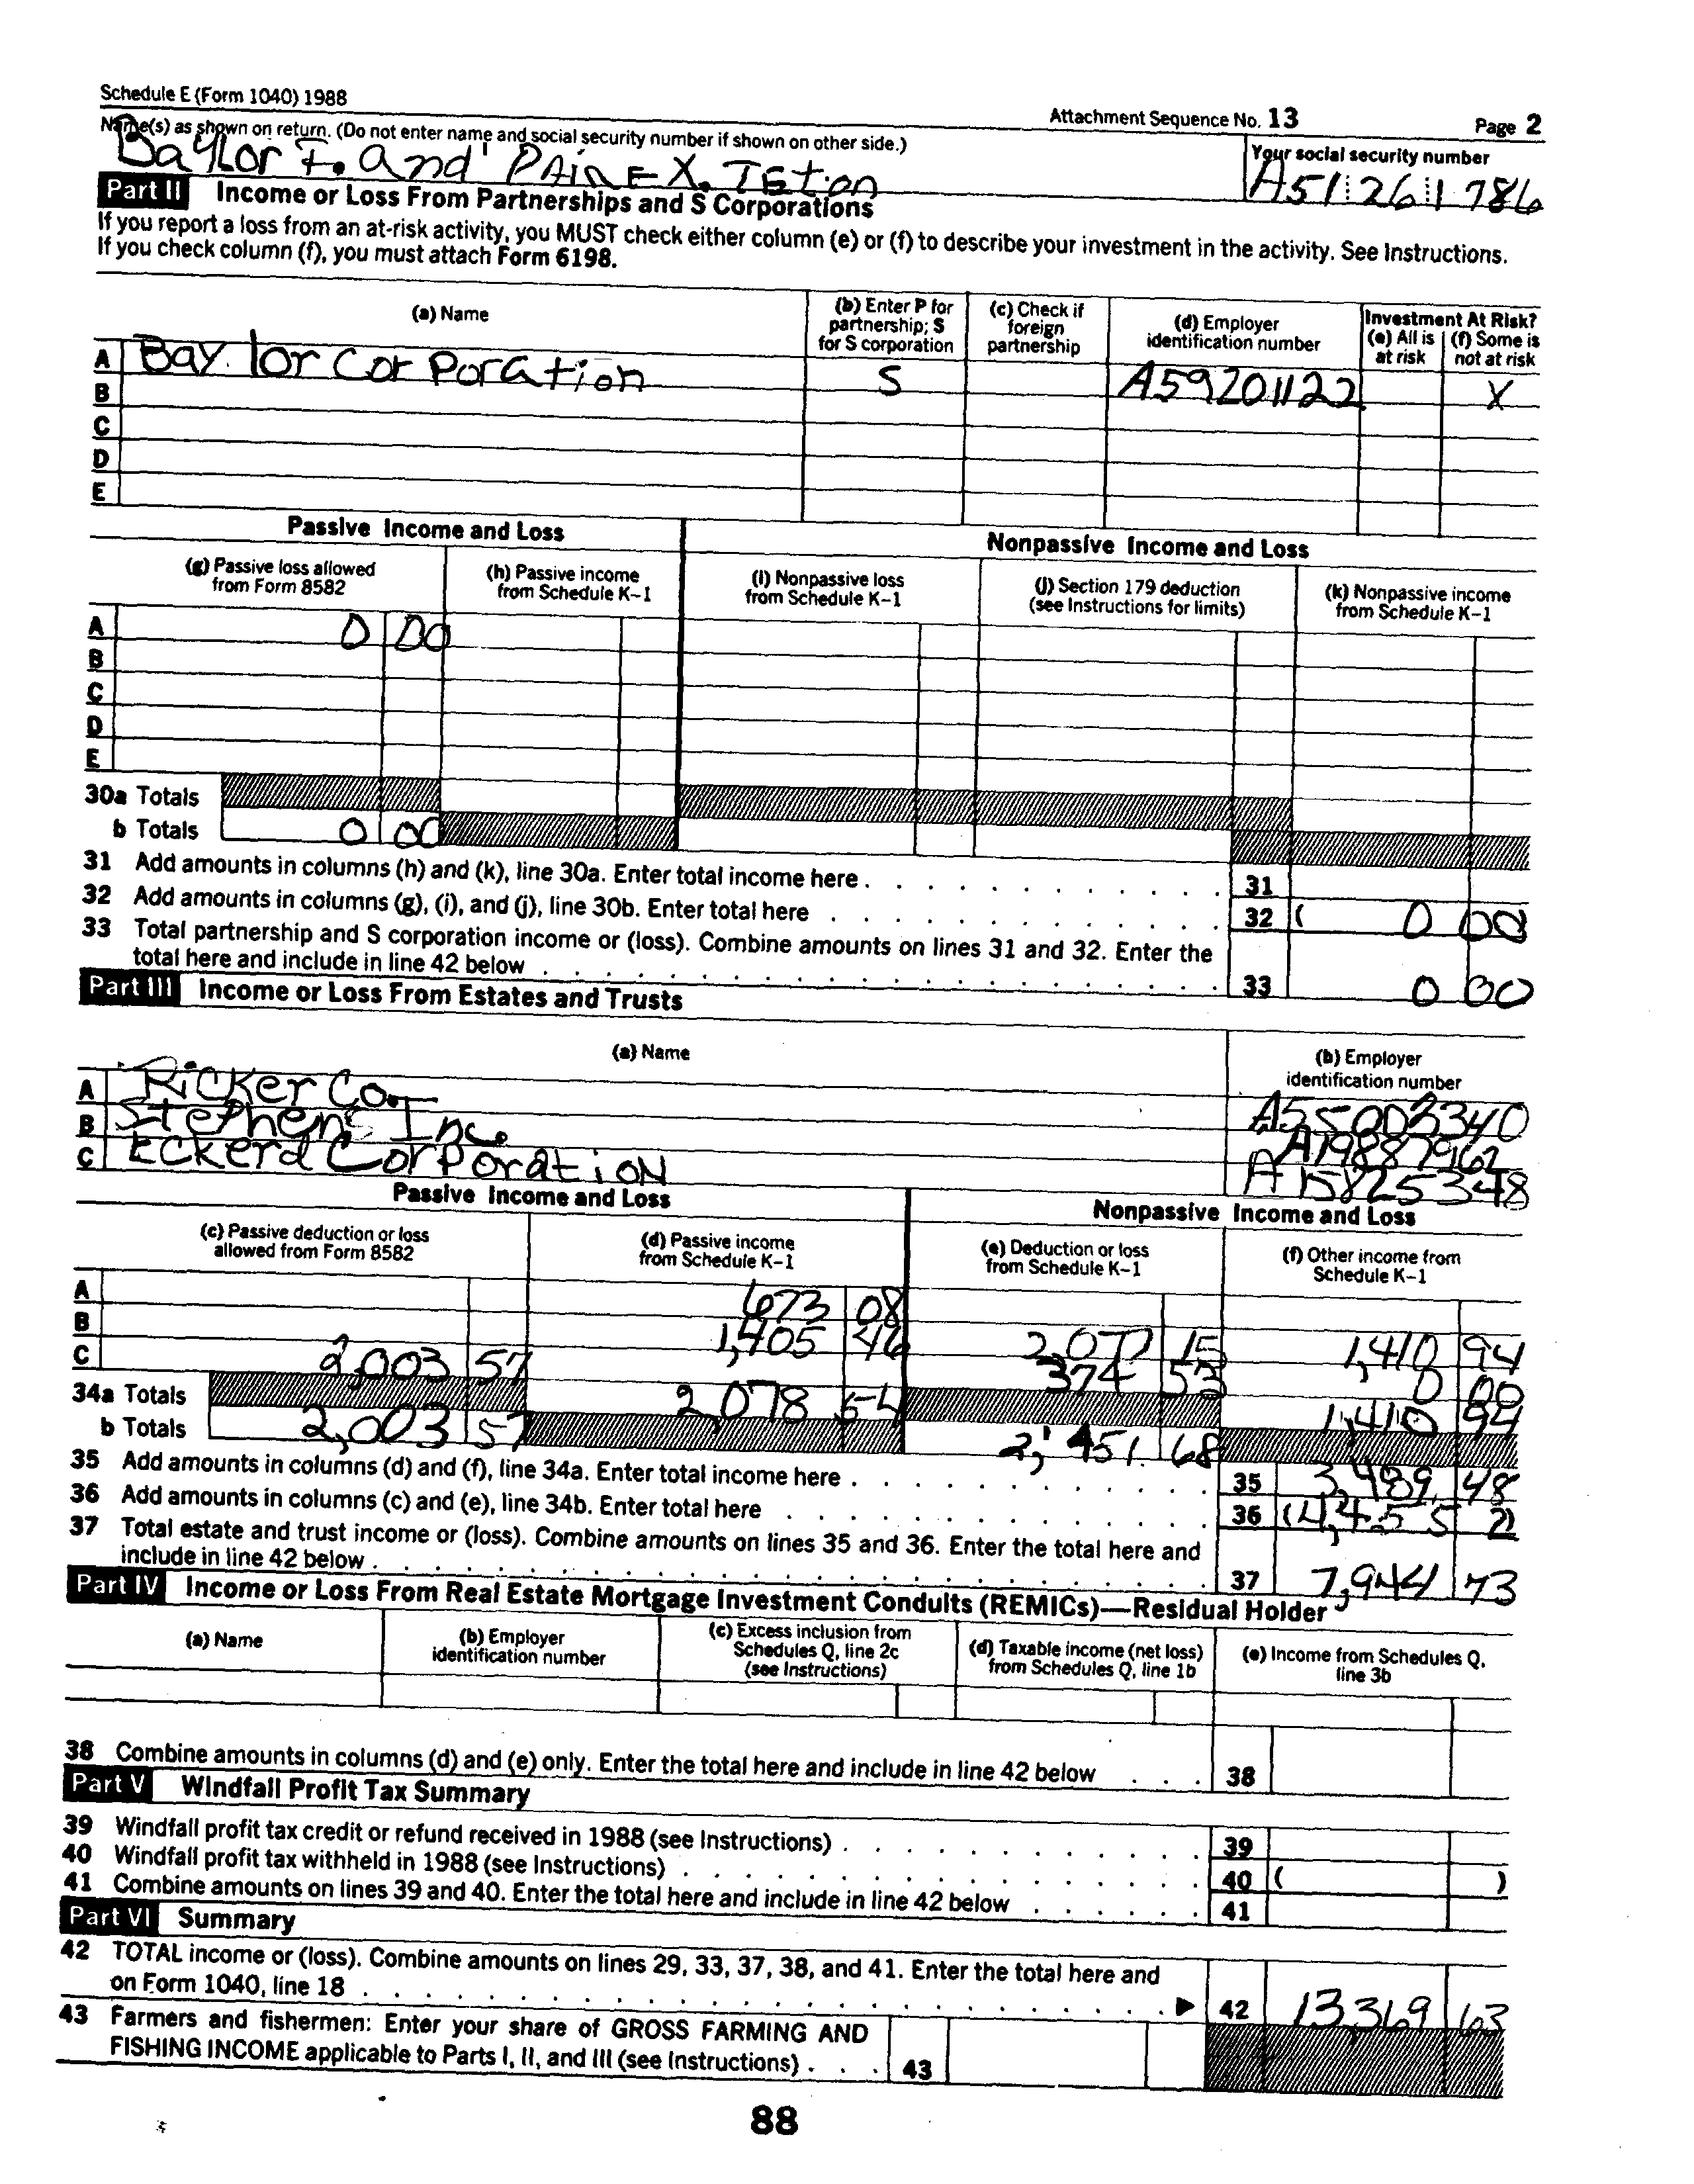 Schedule E (Form 1040) 1988
Attachment Sequence No. 13
Page 2
Name(s) as shown on return. (Do not enter name and social security number if shown on other side.)
Your social security number
Baylor F. and PAinE X. TEton
A51 26 1786
Part II Income or Loss From Partnerships and S Corporations
If you report a loss from an at-risk activity, you MUST check either column (e) or (f) to describe your investment in the activity. See Instructions.
If you check column (f), you must attach Form 6198.
(a) Name
(b) Enter P for partnership; S for S corporation
(c) Check if foreign partnership
(d) Employer identification number
Investment At Risk?
(e) All is at risk
(f) Some is not at risk
A Baylor CorPoration S A59201122 X
B
C
D
E
Passive Income and Loss
Nonpassive Income and Loss
(g) Passive loss allowed from Form 8582
(h) Passive income from Schedule K-1
(i) Nonpassive loss from Schedule K-1
(j) Section 179 deduction (see Instructions for limits)
(k) Nonpassive income from Schedule K-1
A 0 00
B
C
D
E
30a Totals
b Totals 0 00
31 Add amounts in columns (h) and (k), line 30a. Enter total income here . . . . . . . . . . . . 31
32 Add amounts in columns (g), (i), and (j), line 30b. Enter total here . . . . . . . . . . . . 32 ( 0 00
33 Total partnership and S corporation income or (loss). Combine amounts on lines 31 and 32. Enter the
total here and include in line 42 below . . . . . . . . . . . . 33 0 00
Part III Income or Loss From Estates and Trusts
(a) Name
(b) Employer identification number
A Ricker Co. A55003340
B Stephens Inc. A19887962
C Eckerd CorPoratiON A15825348
Passive Income and Loss
Nonpassive Income and Loss
(c) Passive deduction or loss allowed from Form 8582
(d) Passive income from Schedule K-1
(e) Deduction or loss from Schedule K-1
(f) Other income from Schedule K-1
A 673 08
B 1,405 46 2,077 15 1,410 94
C 2,003 57 374 53 0 00
34a Totals 2,078 54 1,410 94
b Totals 2,003 57 2,451 68
35 Add amounts in columns (d) and (f), line 34a. Enter total income here . . . . . . . . . . . . 35 3,489 48
36 Add amounts in columns (c) and (e), line 34b. Enter total here . . . . . . . . . . . . 36 (4,455 2)
37 Total estate and trust income or (loss). Combine amounts on lines 35 and 36. Enter the total here and
include in line 42 below . . . . . . . . . . . . 37 7,944 73
Part IV Income or Loss From Real Estate Mortgage Investment Conduits (REMICs)—Residual Holder
(a) Name
(b) Employer identification number
(c) Excess inclusion from Schedules Q, line 2c (see Instructions)
(d) Taxable income (net loss) from Schedules Q, line 1b
(e) Income from Schedules Q, line 3b
38 Combine amounts in columns (d) and (e) only. Enter the total here and include in line 42 below . . . 38
Part V Windfall Profit Tax Summary
39 Windfall profit tax credit or refund received in 1988 (see Instructions) . . . . . . . . . . . . 39
40 Windfall profit tax withheld in 1988 (see Instructions) . . . . . . . . . . . . 40 ( )
41 Combine amounts on lines 39 and 40. Enter the total here and include in line 42 below . . . . . . 41
Part VI Summary
42 TOTAL income or (loss). Combine amounts on lines 29, 33, 37, 38, and 41. Enter the total here and
on Form 1040, line 18 . . . . . . . . . . . . ▶ 42 13,369 63
43 Farmers and fishermen: Enter your share of GROSS FARMING AND
FISHING INCOME applicable to Parts I, II, and III (see Instructions) . . . . 43
88